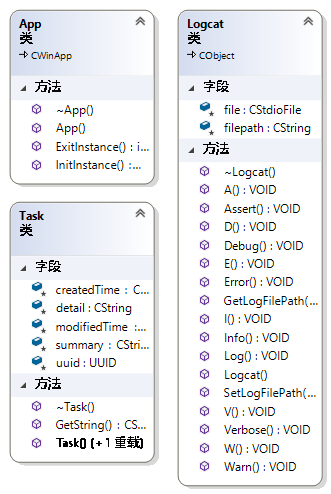 App
类
CWinApp
方法
~App()
App()
ExitInstance() : i...
InitInstance() :...
Task
类
字段
createdTime : C...
detail : CString
modifiedTime :...
summary : CStri...
uuid : UUID
方法
~Task()
GetString() : CS...
Task() (+ 1 重载)
Logcat
类
CObject
字段
file : CStdioFile
filepath : CString
方法
~Logcat()
A() : VOID
Assert() : VOID
D() : VOID
Debug() : VOID
E() : VOID
Error() : VOID
GetLogFilePath(...
I() : VOID
Info() : VOID
Log() : VOID
Logcat()
SetLogFilePath(...
V() : VOID
Verbose() : VOID
W() : VOID
Warn() : VOID